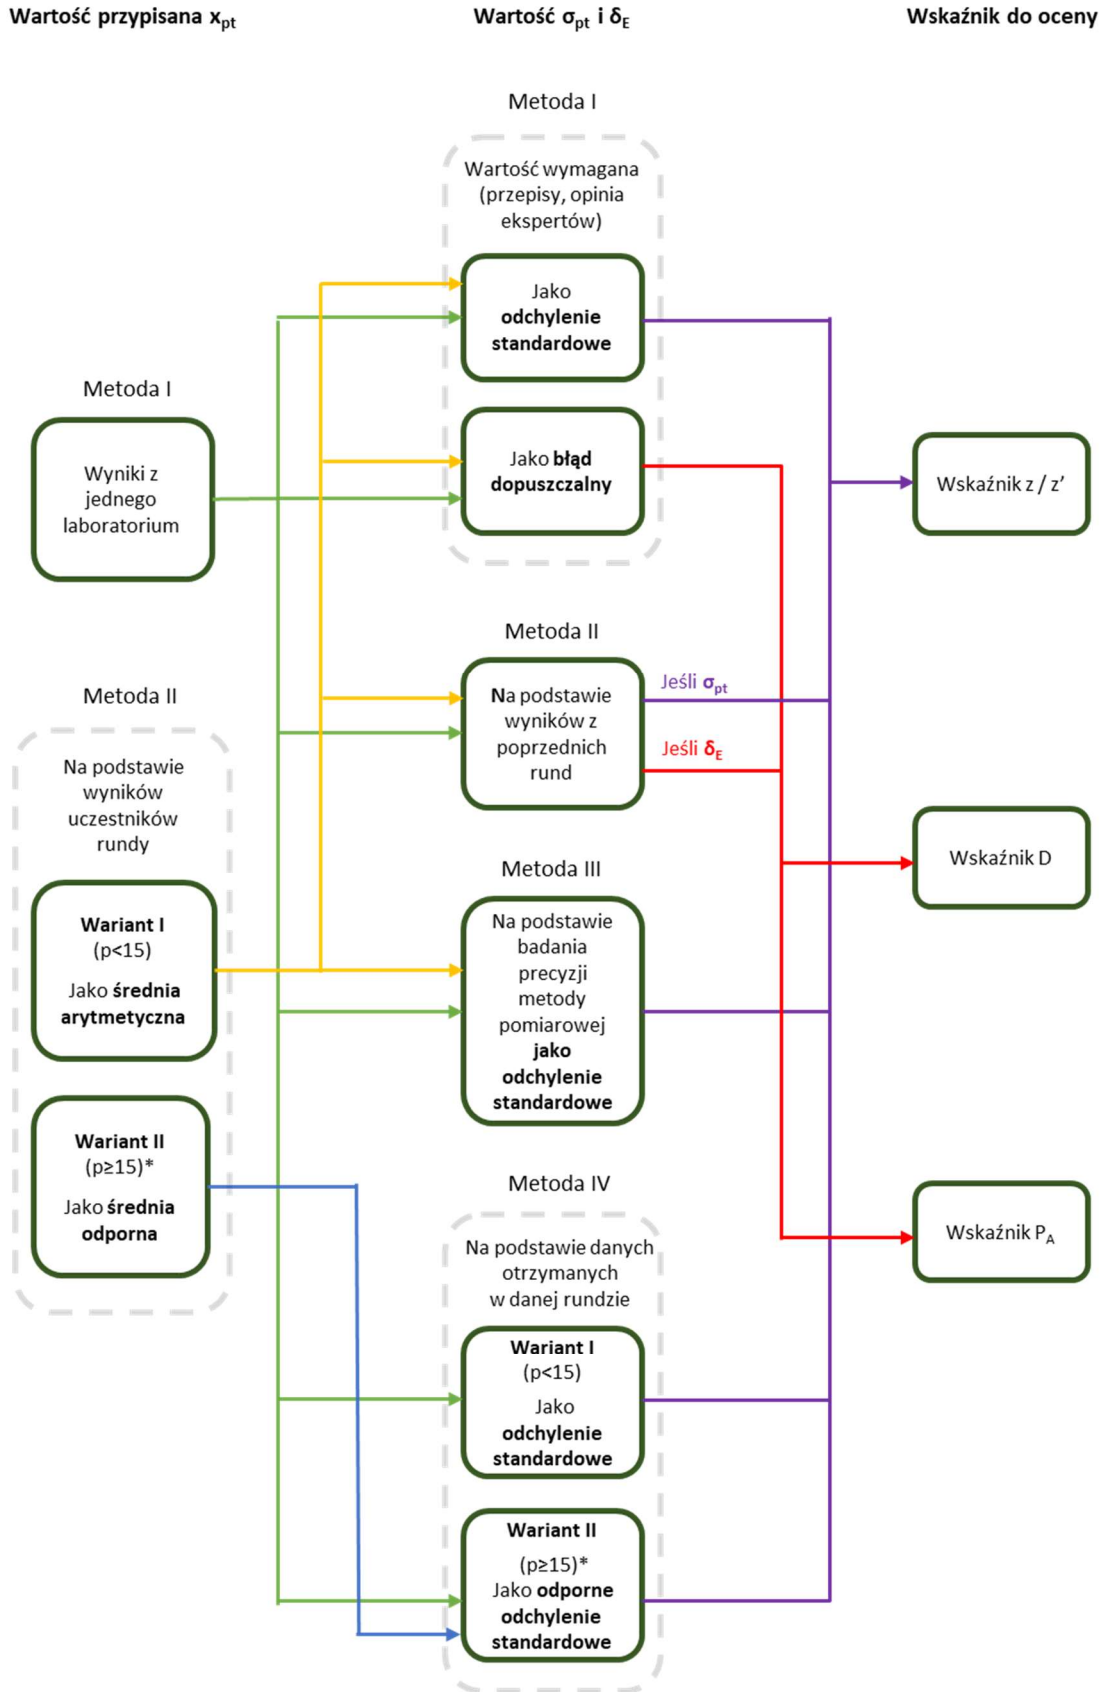 Wartość przypisana xpt
Wartość σpt i δE
Wskaźnik do oceny
Metoda I
Wyniki z
jednego
laboratorium
Metoda II
Na podstawie
wyników
uczestników
rundy
Wariant I
(p<15)
Jako średnia
arytmetyczna
Wariant II
(p≥15)*
Jako średnia
odporna
Metoda I
Wartość wymagana
(przepisy, opinia
ekspertów)
Jako
odchylenie
standardowe
Jako błąd
dopuszczalny
Metoda II
Na podstawie
wyników z
poprzednich
rund
Jeśli σpt
Jeśli δE
Metoda III
Na podstawie
badania
precyzji
metody
pomiarowej
jako
odchylenie
standardowe
Metoda IV
Na podstawie danych
otrzymanych
w danej rundzie
Wariant I
(p<15)
Jako
odchylenie
standardowe
Wariant II
(p≥15)*
Jako odporne
odchylenie
standardowe
Wskaźnik z / z’
Wskaźnik D
Wskaźnik PA